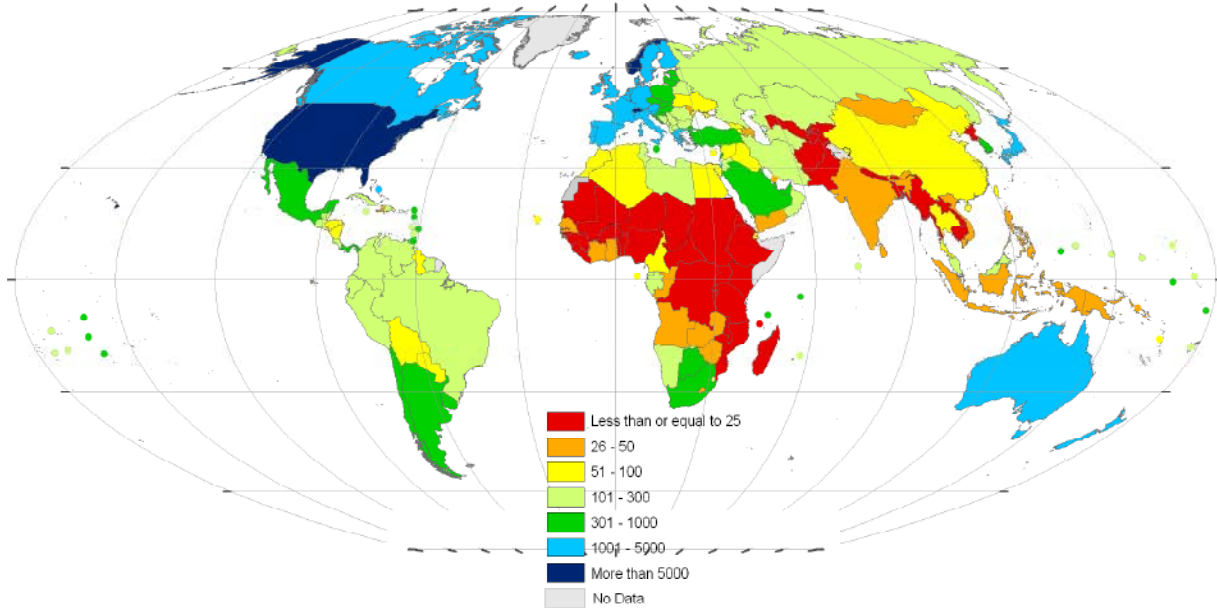 Less than or equal to 25
26 - 50
51 - 100
101 - 300
301 - 1000
1001 - 5000
More than 5000
No Data